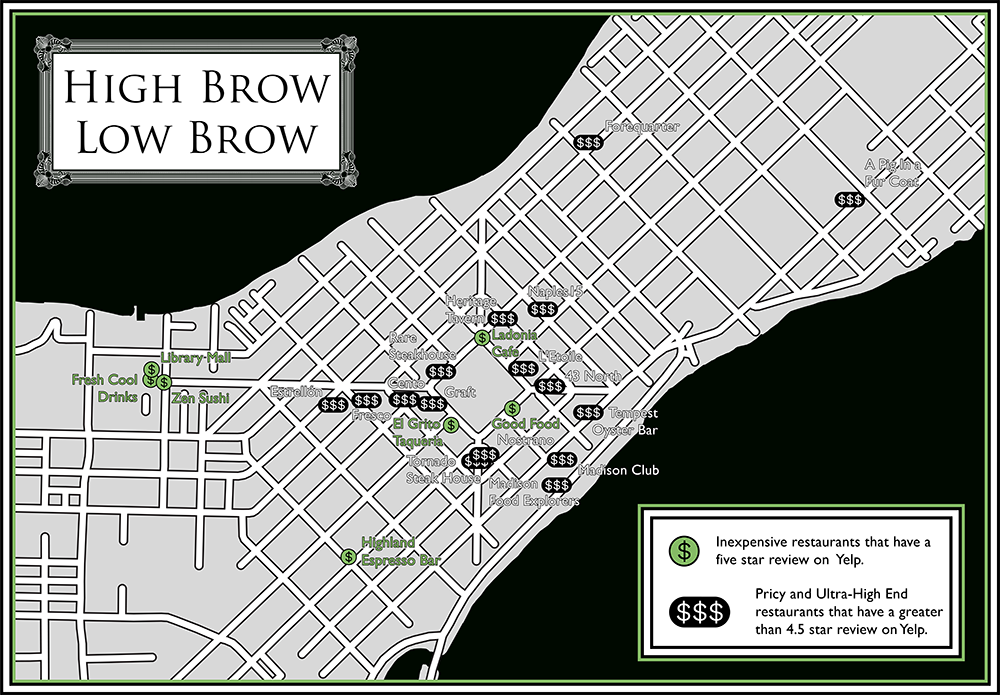 HIGH BROW
LOW BROW
Forequarter
$$$
A Pig in a
Fur Coat
$$$
Naples15
$$$
Heritage
Tavern
$$$
$
Ladonia
Cafe
Rare
Steakhouse
$$$
L'Etoile
$$$
43 North
$$$
Library Mall
$
Fresh Cool
Drinks
$
$
Zen Sushi
Estrellón
$$$
$$$
Fresco
Cento
$$$
Graft
$$$
$
Good Food
El Grito
Taqueria
$
$$$
Tempest
Oyster Bar
Nostrano
$$$
Tornado
Steak House
$$$
Madison Club
$$$
Madison
Food Explorers
$$$
Highland
Espresso Bar
$
$
Inexpensive restaurants that have a
five star review on Yelp.
$$$
Pricy and Ultra-High End
restaurants that have a greater
than 4.5 star review on Yelp.